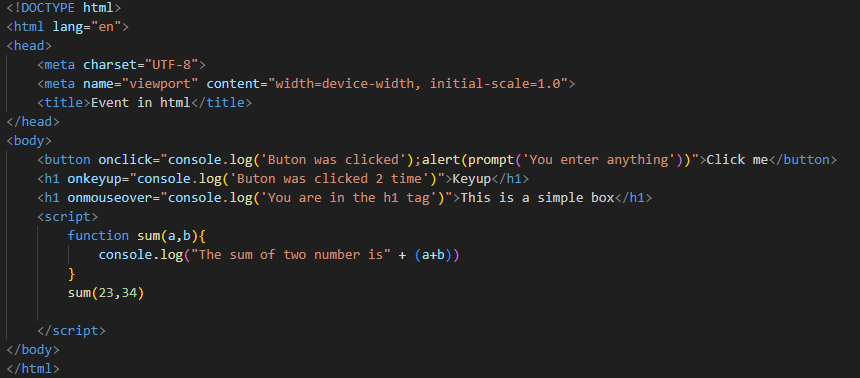 <!DOCTYPE html>
<html lang="en">
<head>
    <meta charset="UTF-8">
    <meta name="viewport" content="width=device-width, initial-scale=1.0">
    <title>Event in html</title>
</head>
<body>
    <button onclick="console.log('Buton was clicked');alert(prompt('You enter anything'))">Click me</button>
    <h1 onkeyup="console.log('Buton was clicked 2 time')">Keyup</h1>
    <h1 onmouseover="console.log('You are in the h1 tag')">This is a simple box</h1>
    <script>
        function sum(a,b){
            console.log("The sum of two number is" + (a+b))
        }
        sum(23,34)

    </script>
</body>
</html>